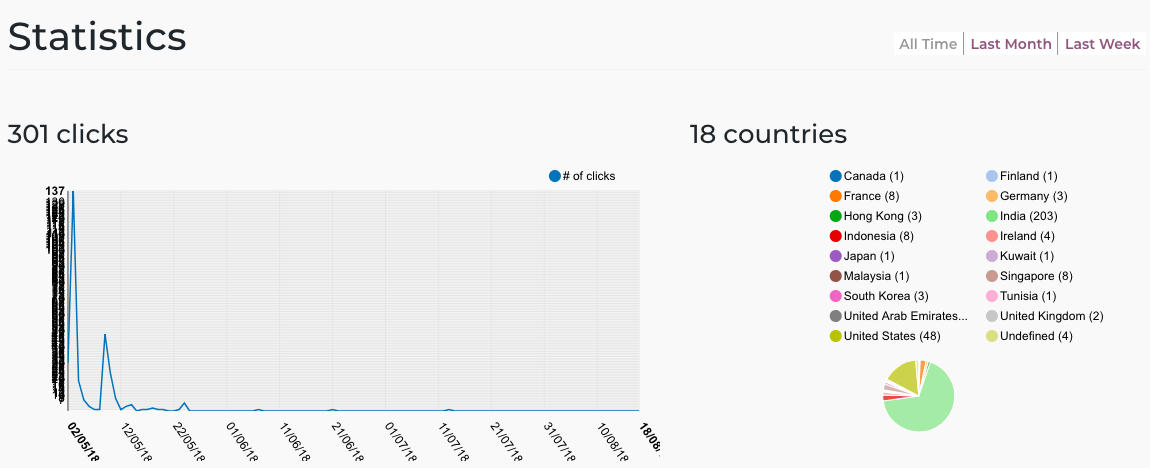 Statistics
All Time
Last Month
Last Week
301 clicks
18 countries
# of clicks
137
02/05/18
12/05/18
22/05/18
01/06/18
11/06/18
21/06/18
01/07/18
11/07/18
21/07/18
31/07/18
10/08/18
18/08/
Canada (1)
Finland (1)
France (8)
Germany (3)
Hong Kong (3)
India (203)
Indonesia (8)
Ireland (4)
Japan (1)
Kuwait (1)
Malaysia (1)
Singapore (8)
South Korea (3)
Tunisia (1)
United Arab Emirates...
United Kingdom (2)
United States (48)
Undefined (4)